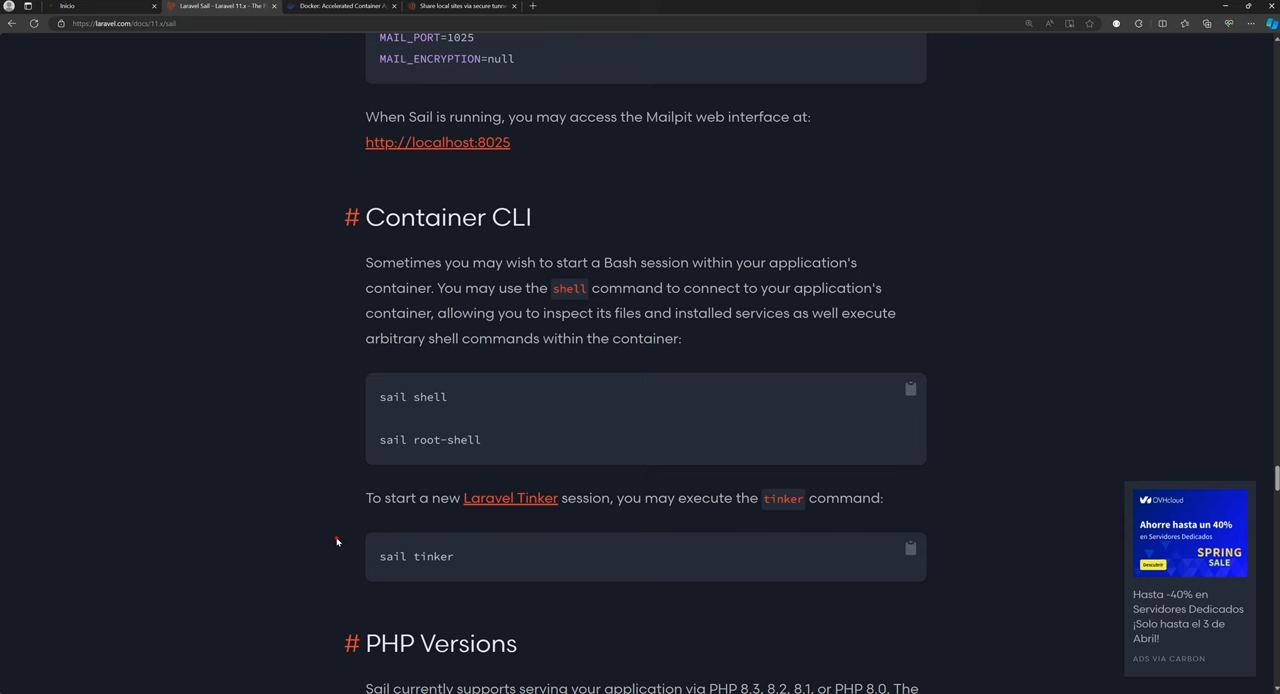 Inicio
Laravel Sail - Laravel 11.x - The P
Docker: Accelerated Container A
Share local sites via secure tunn
https://laravel.com/docs/11.x/sail
MAIL_PORT=1025
MAIL_ENCRYPTION=null
When Sail is running, you may access the Mailpit web interface at:
http://localhost:8025
# Container CLI
Sometimes you may wish to start a Bash session within your application's
container. You may use the shell command to connect to your application's
container, allowing you to inspect its files and installed services as well execute
arbitrary shell commands within the container:
sail shell
sail root-shell
To start a new Laravel Tinker session, you may execute the tinker command:
sail tinker
# PHP Versions
Sail currently supports serving your application via PHP 8.3, 8.2, 8.1, or PHP 8.0. The
OVHcloud
Ahorre hasta un 40%
en Servidores Dedicados
SPRING
SALE
Descubrir
Hasta -40% en
Servidores Dedicados
¡Solo hasta el 3 de
Abril!
ADS VIA CARBON